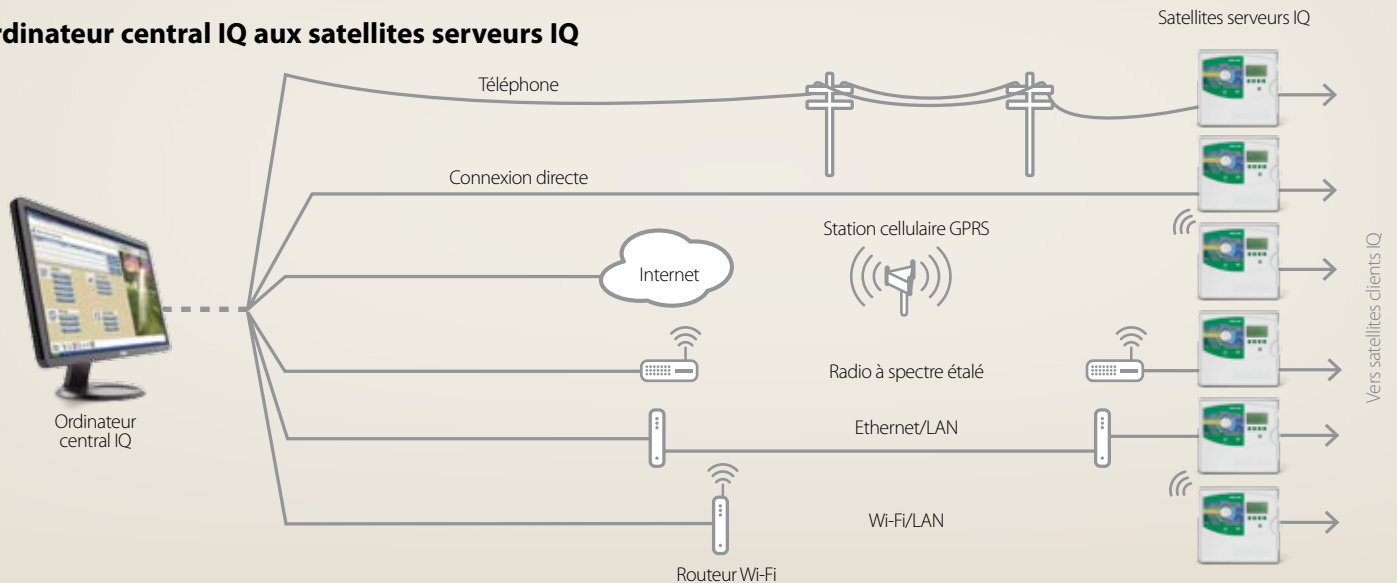 rdinateur central IQ aux satellites serveurs IQ
Satellites serveurs IQ
Téléphone
Connexion directe
Station cellulaire GPRS
Internet
Radio à spectre étalé
Ethernet/LAN
Wi-Fi/LAN
Routeur Wi-Fi
Ordinateur
central IQ
Vers satellites clients IQ